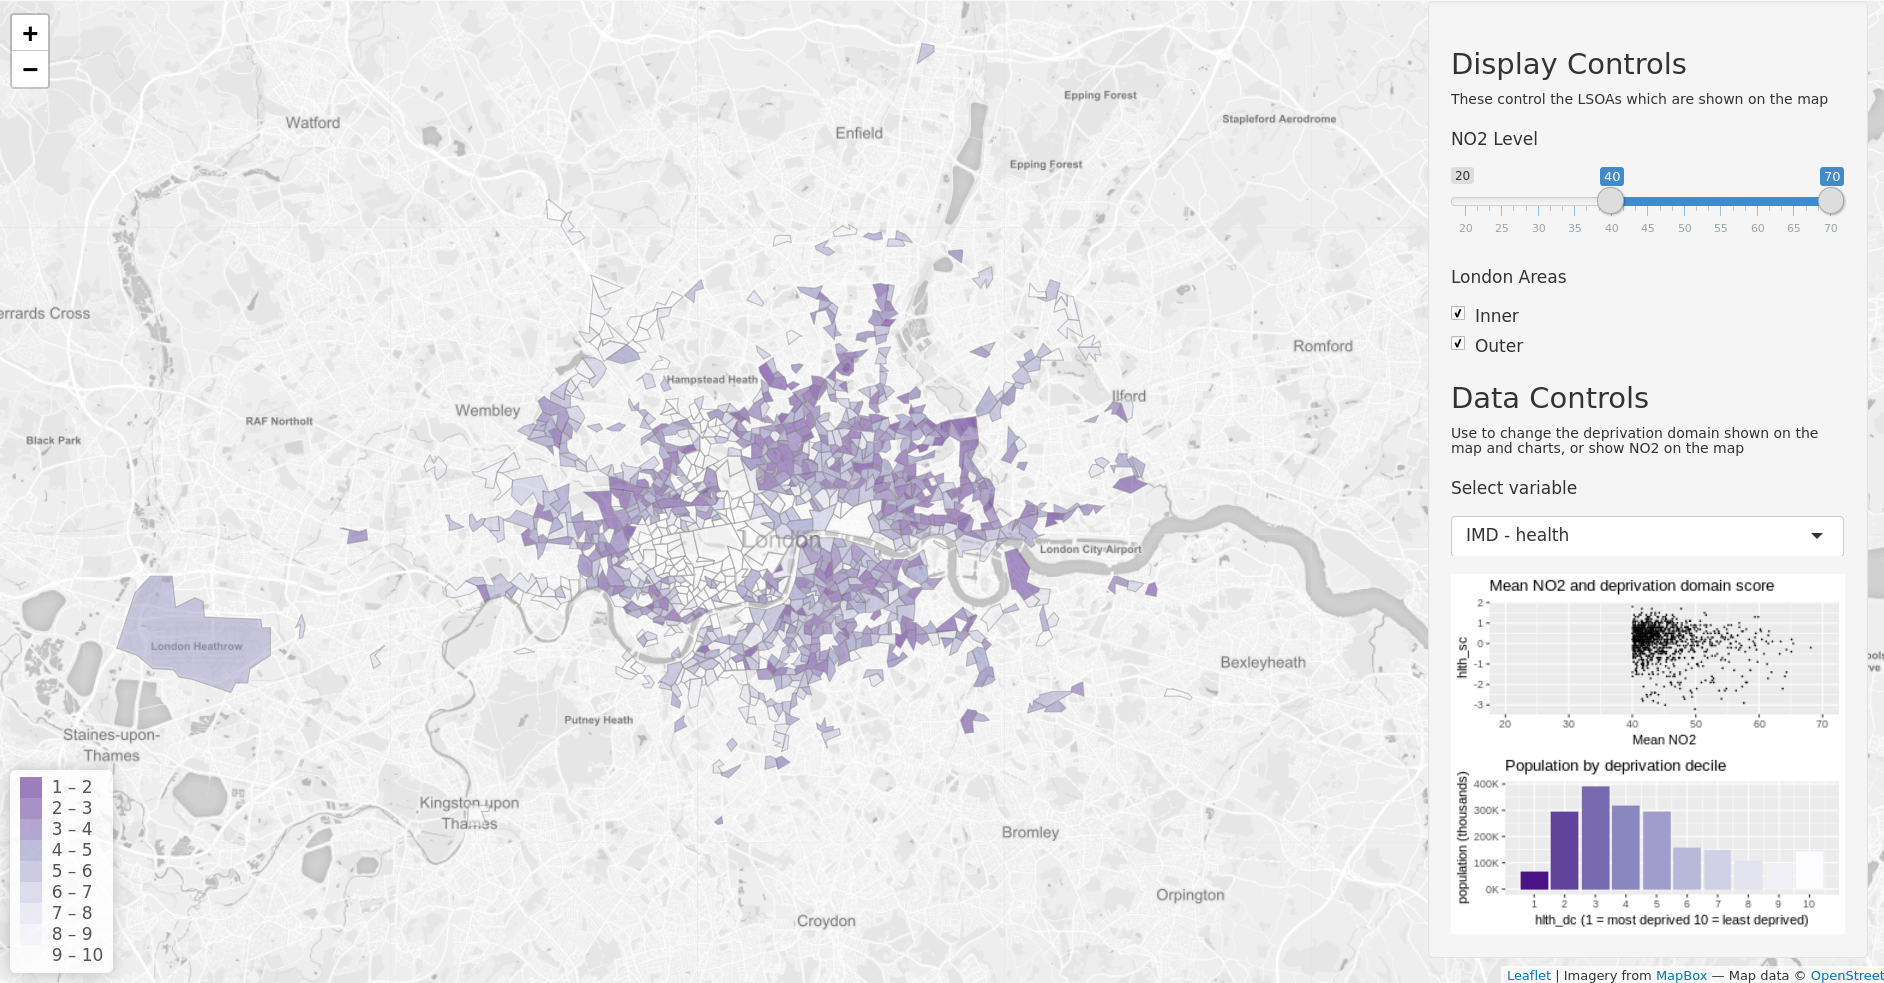 +
−
Watford
Enfield
Epping Forest
Stapleford Aerodrome
Epping Forest
errards Cross
Romford
Hampstead Heath
Wembley
Ilford
RAF Northolt
Black Park
London
London City Airport
London Heathrow
Bexleyheath
Putney Heath
Staines-upon-
Thames
Kingston upon
Thames
Bromley
Orpington
Croydon
1 – 2
2 – 3
3 – 4
4 – 5
5 – 6
6 – 7
7 – 8
8 – 9
9 – 10
Display Controls
These control the LSOAs which are shown on the map
NO2 Level
20 40 70
20 25 30 35 40 45 50 55 60 65 70
London Areas
Inner
Outer
Data Controls
Use to change the deprivation domain shown on the
map and charts, or show NO2 on the map
Select variable
IMD - health
Mean NO2 and deprivation domain score
hlth_sc
2
1
0
-1
-2
-3
20 30 40 50 60 70
Mean NO2
Population by deprivation decile
population (thousands)
400K
300K
200K
100K
0K
1 2 3 4 5 6 7 8 9 10
hlth_dc (1 = most deprived 10 = least deprived)
Leaflet | Imagery from MapBox — Map data © OpenStreet